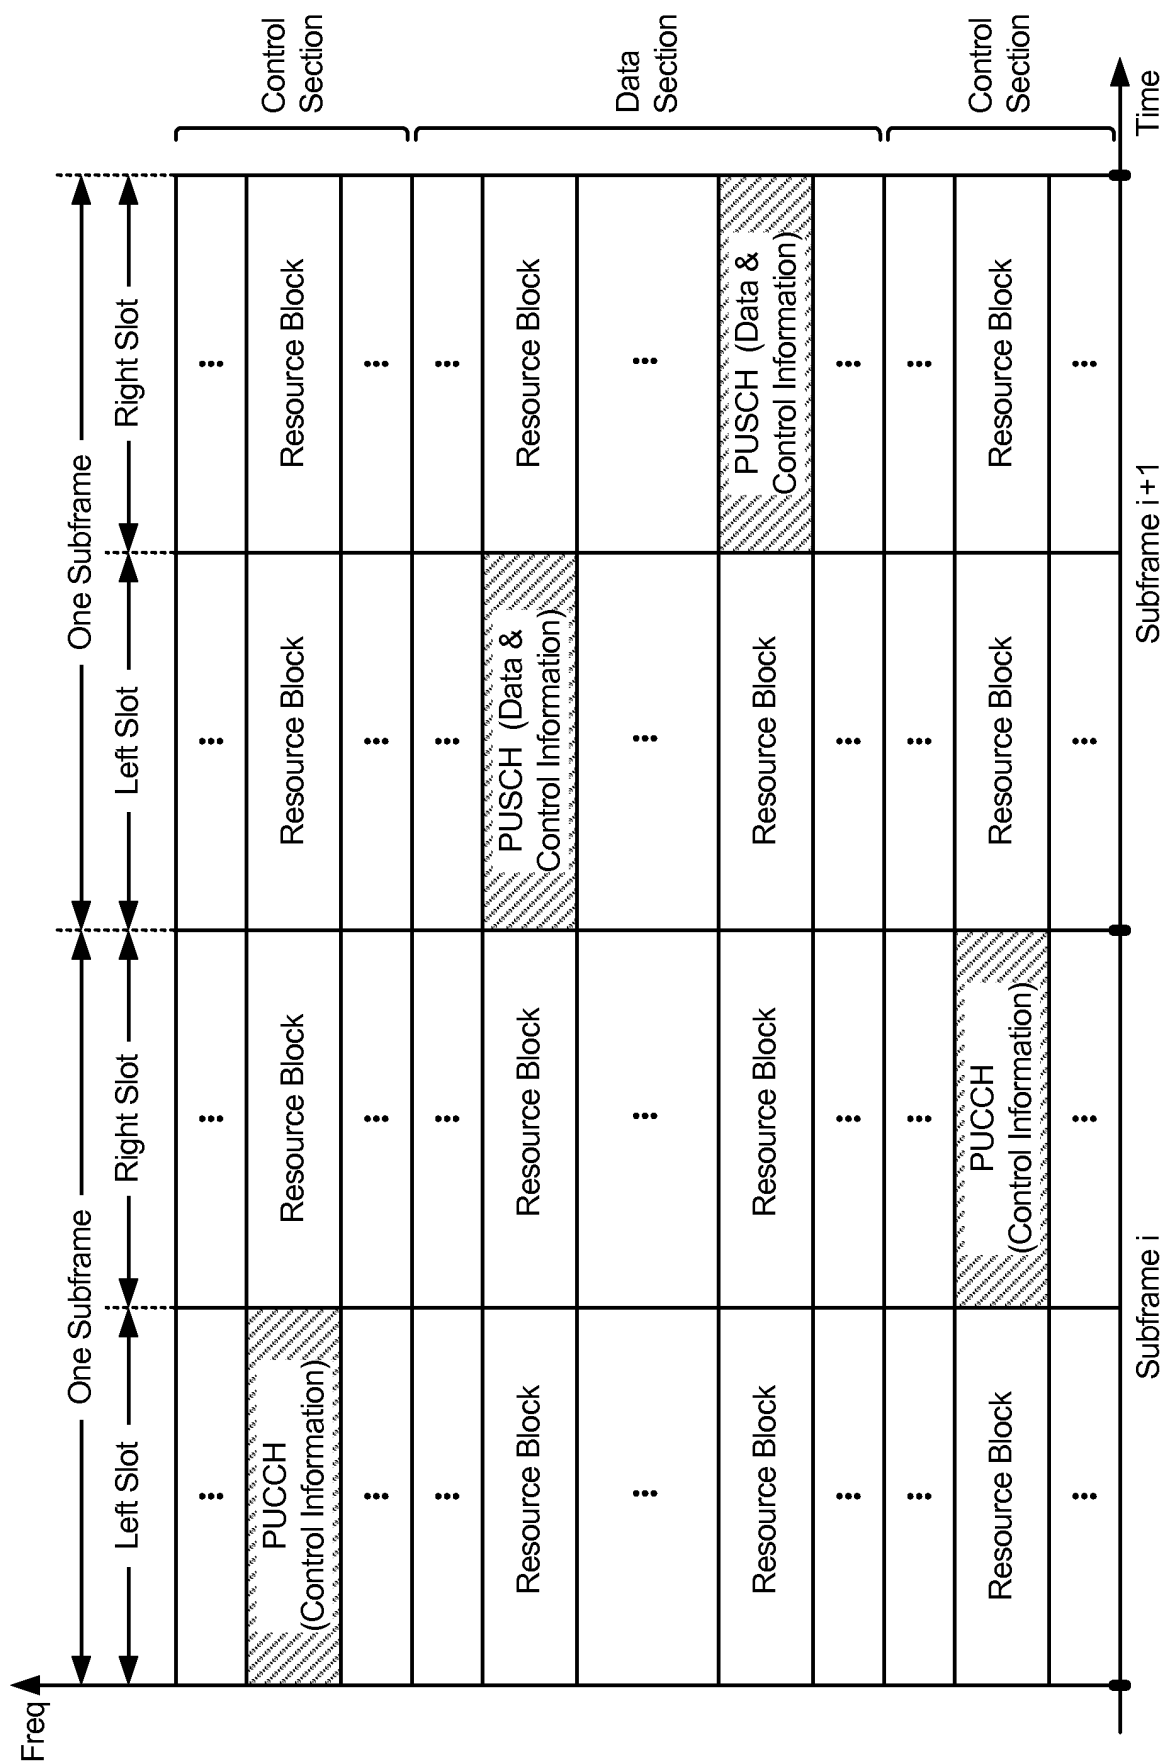 Freq
One Subframe
One Subframe
Left Slot
Right Slot
Left Slot
Right Slot
... ... ... ...
PUCCH
(Control Information)
Resource Block
Resource Block
Resource Block
Control
Section
... ... ... ...
... ... ... ...
Resource Block
Resource Block
PUSCH (Data &
Control Information)
Resource Block
... ... ... ...
Data
Section
Resource Block
Resource Block
Resource Block
PUSCH (Data &
Control Information)
... ... ... ...
... ... ... ...
Resource Block
PUCCH
(Control Information)
Resource Block
Resource Block
Control
Section
... ... ... ...
Subframe i
Subframe i +1
Time